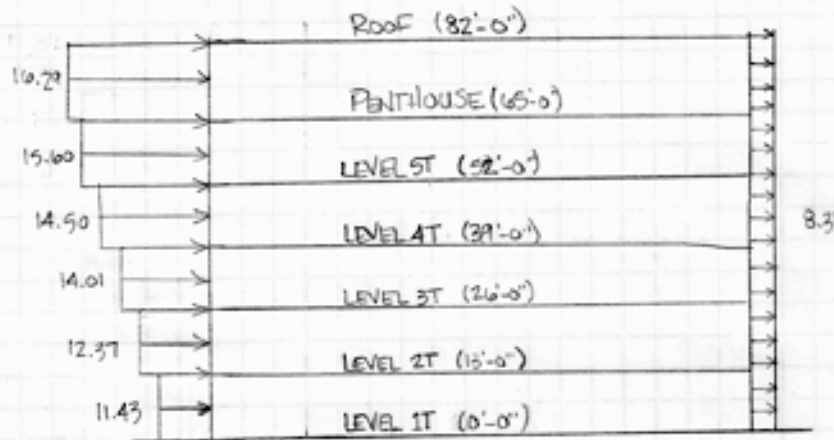 ROOF (82'-0")
16.29
PENTHOUSE (65'-0")
15.60
LEVEL 5T (52'-0")
14.50
8.3
LEVEL 4T (39'-0")
14.01
LEVEL 3T (26'-0")
12.37
LEVEL 2T (13'-0")
11.43
LEVEL 1T (0'-0")